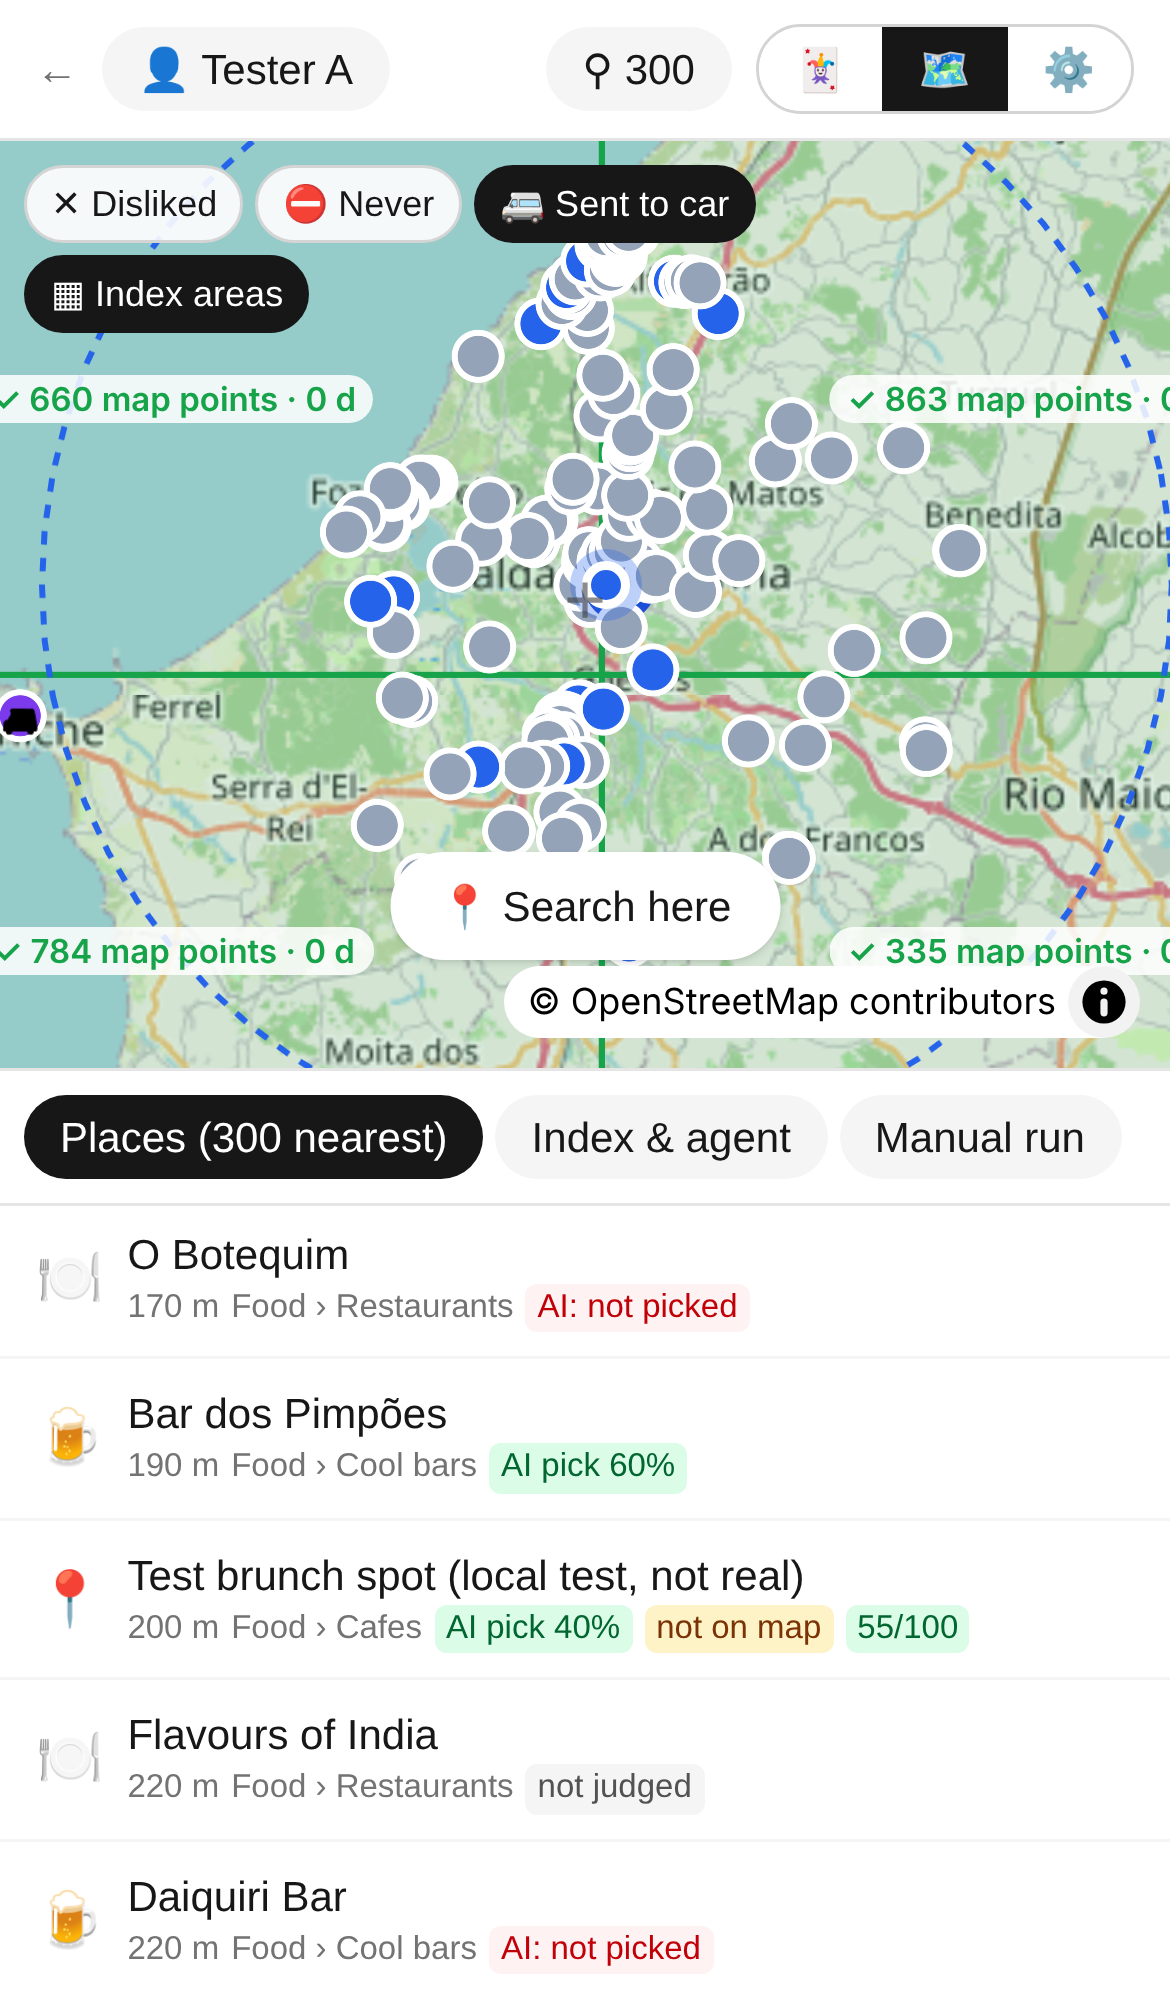 ← 👤 Tester A ⚲ 300
✕ Disliked ⛔ Never 🚐 Sent to car
▦ Index areas
✓ 660 map points · 0 d
✓ 863 map points · 0
Matos
Benedita
Alcob
Ferrel
Serra d'El-
Rei
Rio Maio
A do Francos
📍 Search here
✓ 784 map points · 0 d
✓ 335 map points · 0
© OpenStreetMap contributors
Moita dos
Places (300 nearest) Index & agent Manual run
O Botequim
170 m Food › Restaurants AI: not picked
Bar dos Pimpões
190 m Food › Cool bars AI pick 60%
Test brunch spot (local test, not real)
200 m Food › Cafes AI pick 40% not on map 55/100
Flavours of India
220 m Food › Restaurants not judged
Daiquiri Bar
220 m Food › Cool bars AI: not picked